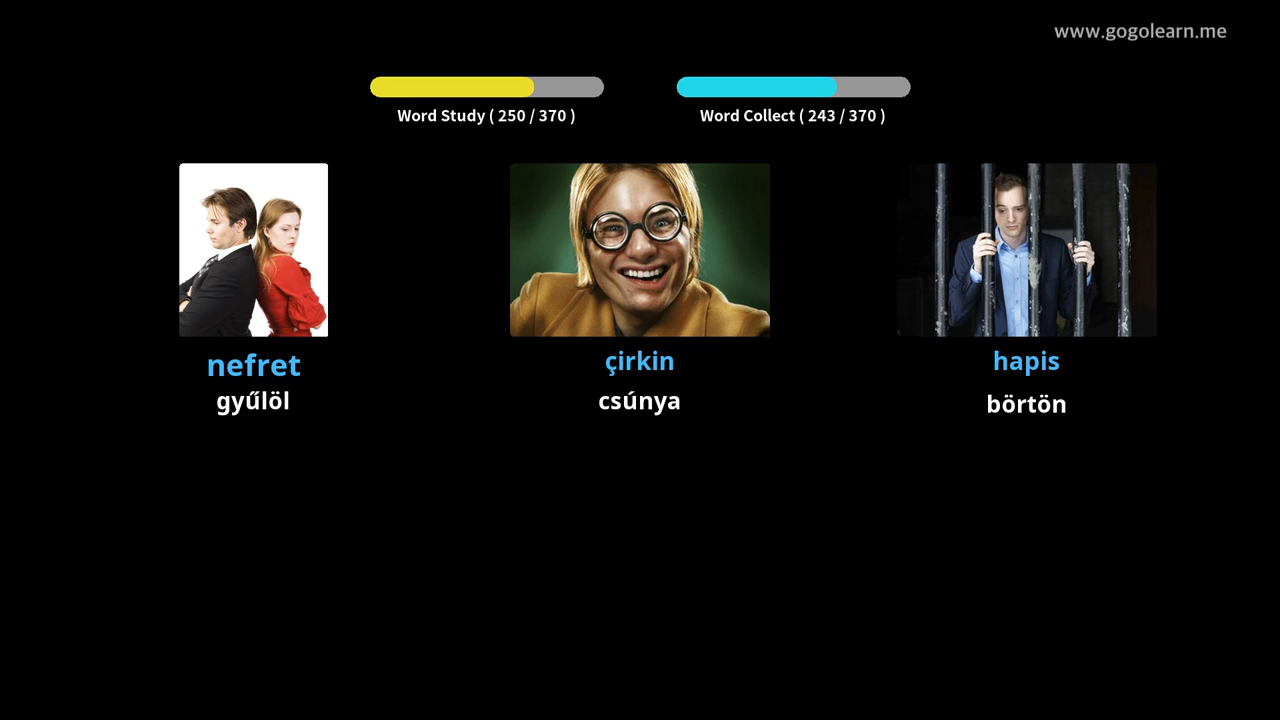 www.gogolearn.me
Word Study ( 250 / 370 )
Word Collect ( 243 / 370 )
nefret
gyűlöl
çirkin
csúnya
hapis
börtön